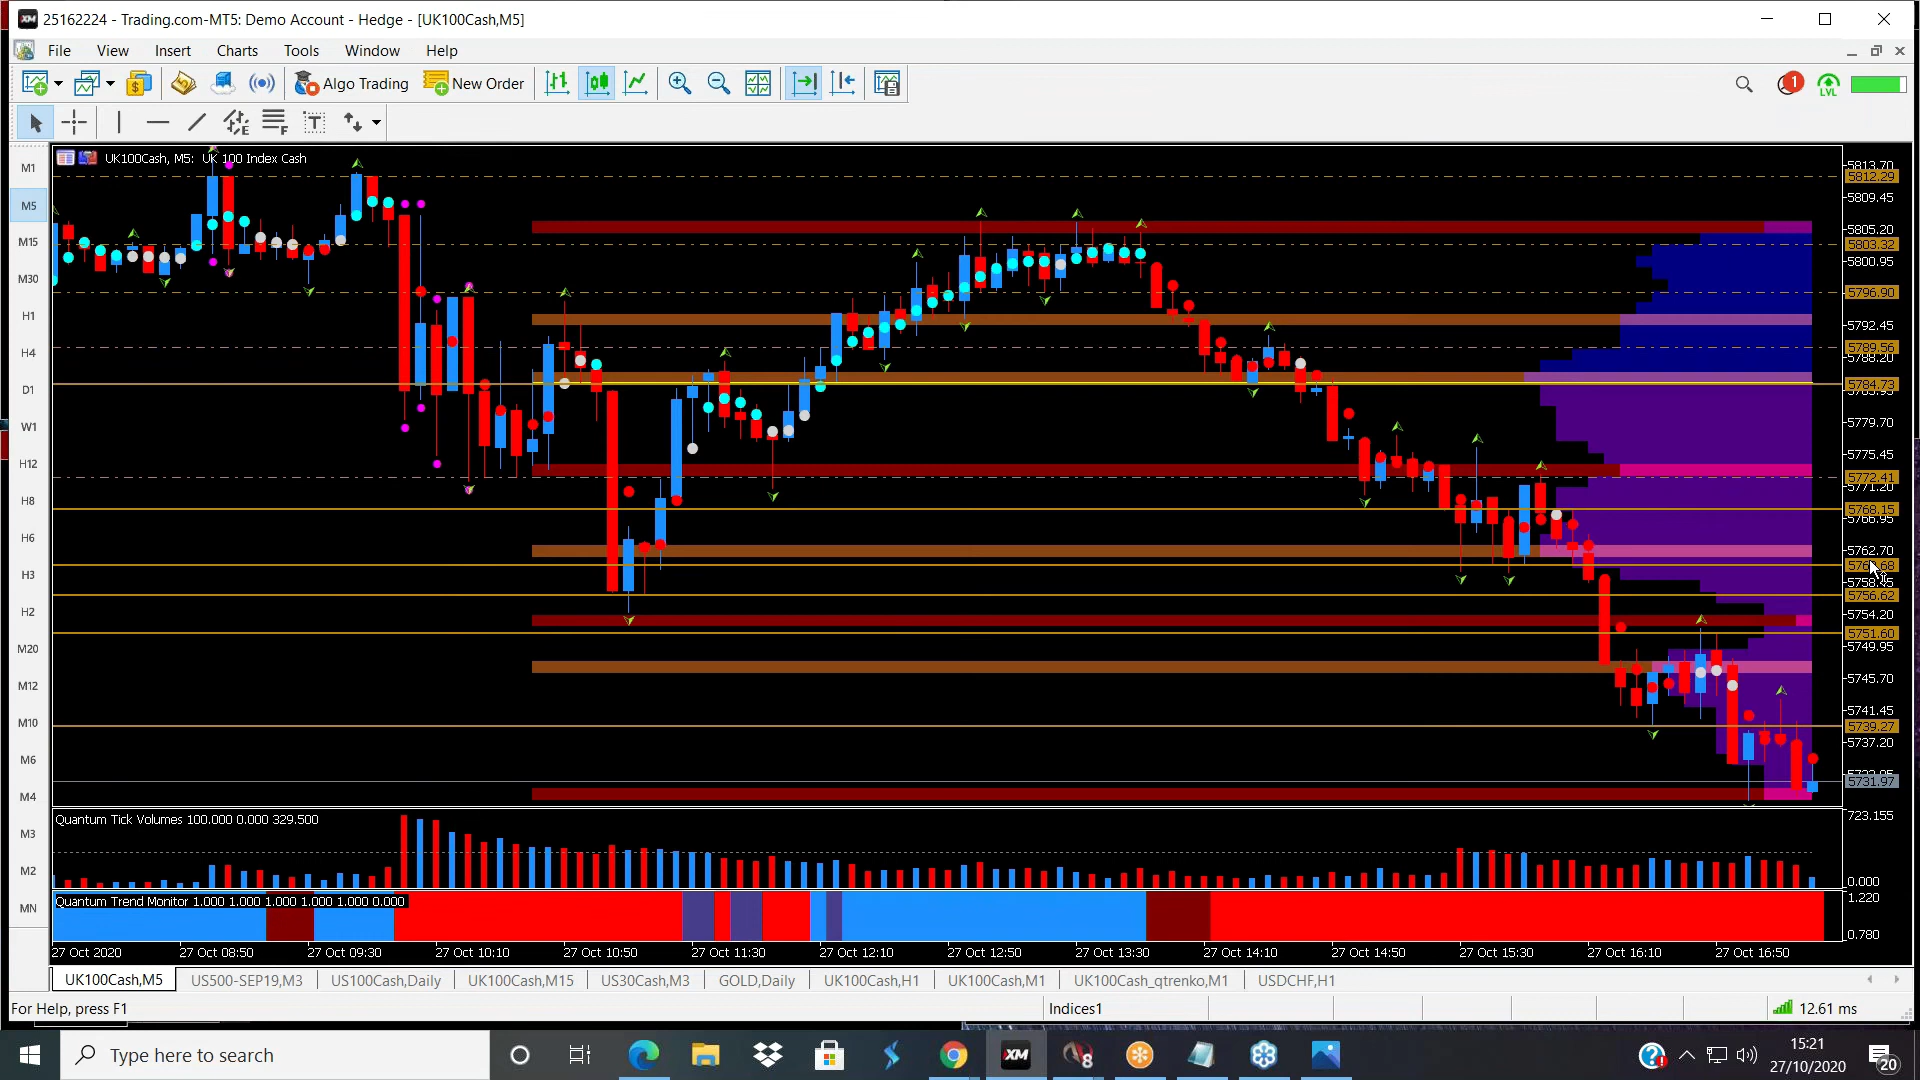 XM 25162224 - Trading.com-MT5: Demo Account - Hedge - [UK100Cash,M5]
File View Insert Charts Tools Window Help
Algo Trading New Order 1 LVL
E F T
M1
M5
M15
M30
H1
H4
D1
W1
H12
H8
H6
H3
H2
M20
M12
M10
M6
M4
M3
M2
MN
UK100Cash, M5: UK 100 Index Cash
5813.70
5812.29
5809.45
5805.20
5803.32
5800.95
5796.90
5792.45
5789.56
5788.20
5784.73
5783.95
5779.70
5775.45
5772.41
5771.20
5768.15
5766.95
5762.70
5758.45
5756.62
5754.20
5751.60
5749.95
5745.70
5741.45
5739.27
5737.20
5731.97
Quantum Tick Volumes 100.000 0.000 329.500
723.155
0.000
Quantum Trend Monitor 1.000 1.000 1.000 1.000 1.000 0.000
1.220
0.780
27 Oct 2020 27 Oct 08:50 27 Oct 09:30 27 Oct 10:10 27 Oct 10:50 27 Oct 11:30 27 Oct 12:10 27 Oct 12:50 27 Oct 13:30 27 Oct 14:10 27 Oct 14:50 27 Oct 15:30 27 Oct 16:10 27 Oct 16:50
UK100Cash,M5 US500-SEP19,M3 US100Cash,Daily UK100Cash,M15 US30Cash,M3 GOLD,Daily UK100Cash,H1 UK100Cash,M1 UK100Cash_qtrenko,M1 USDCHF,H1
For Help, press F1 Indices1 12.61 ms
Type here to search XM 8 15:21
27/10/2020 20